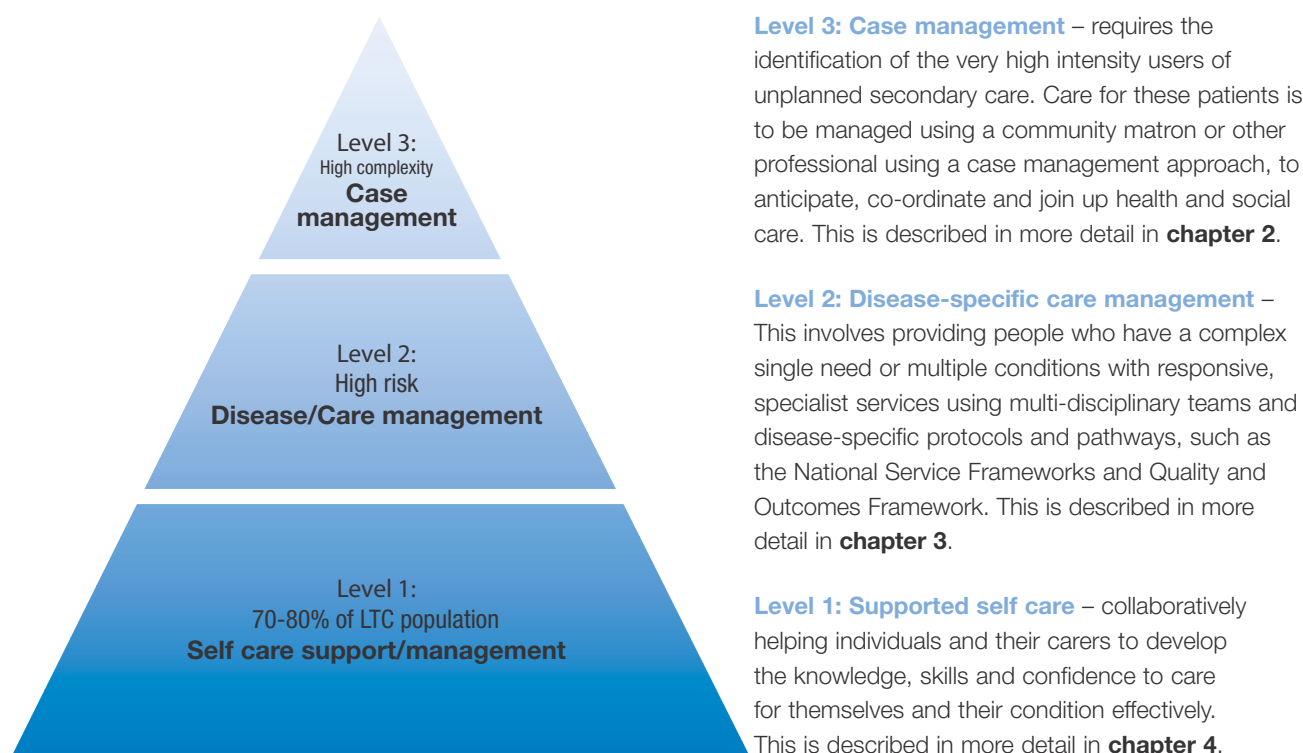 Level 3:
High complexity
Case
management
Level 2:
High risk
Disease/Care management
Level 1:
70-80% of LTC population
Self care support/management
Level 3: Case management – requires the
identification of the very high intensity users of
unplanned secondary care. Care for these patients is
to be managed using a community matron or other
professional using a case management approach, to
anticipate, co-ordinate and join up health and social
care. This is described in more detail in chapter 2.
Level 2: Disease-specific care management –
This involves providing people who have a complex
single need or multiple conditions with responsive,
specialist services using multi-disciplinary teams and
disease-specific protocols and pathways, such as
the National Service Frameworks and Quality and
Outcomes Framework. This is described in more
detail in chapter 3.
Level 1: Supported self care – collaboratively
helping individuals and their carers to develop
the knowledge, skills and confidence to care
for themselves and their condition effectively.
This is described in more detail in chapter 4.